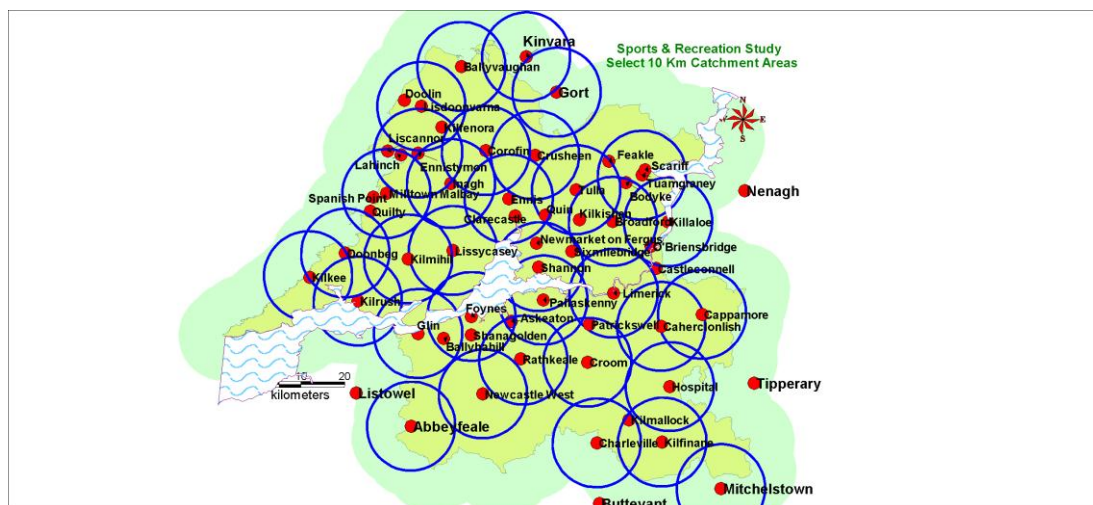 Kinvara
Sports & Recreation Study
Select 10 Km Catchment Areas
Ballyvaughan
Gort
Doolin
Lisdoonvarna
Kilfenora
N
W
E
S
Liscannor
Corofin
Crusheen
Feakle
Scariff
Lahinch
Ennistymon
Inagh
Tuamgraney
Nenagh
Spanish Point
Milltown Malbay
Ennis
Tulla
Bodyke
Quilty
Clarecastle
Quin
Kilkishen
Broadford
Killaloe
Newmarket on Fergus
O'Briensbridge
Doonbeg
Lissycasey
Sixmilebridge
Kilmihil
Shannon
Castleconnell
Kilkee
Kilrush
Pallaskenny
Limerick
Foynes
Askeaton
Cappamore
Glin
Patrickswell
Caherclonlish
Shanagolden
Ballyhahill
Rathkeale
Croom
10
20
kilometers
Listowel
Newcastle West
Hospital
Tipperary
Abbeyfeale
Kilmallock
Charleville
Kilfinane
Mitchelstown
Buttevant